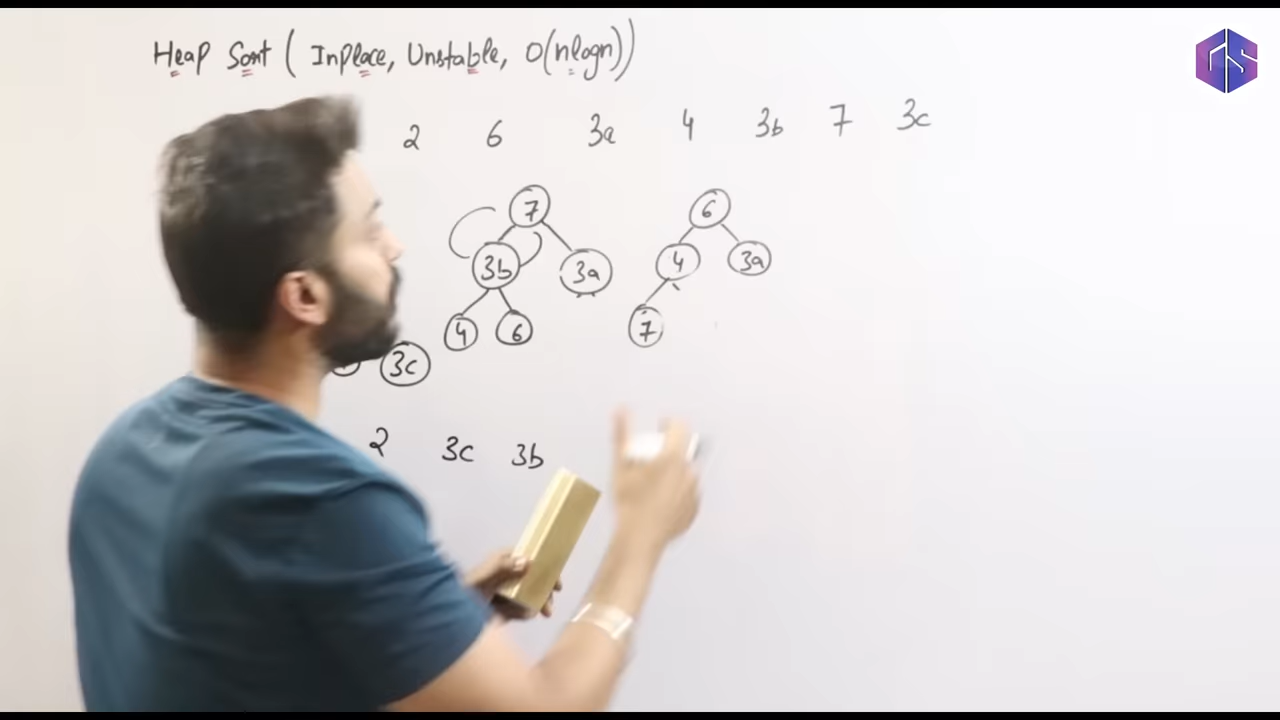 Heap Sort ( Inplace, Unstable, O(nlogn))
2 6 3a 4 3b 7 3c
7 6
3b 3a 4 3a
4 6 7
3c
2 3c 3b